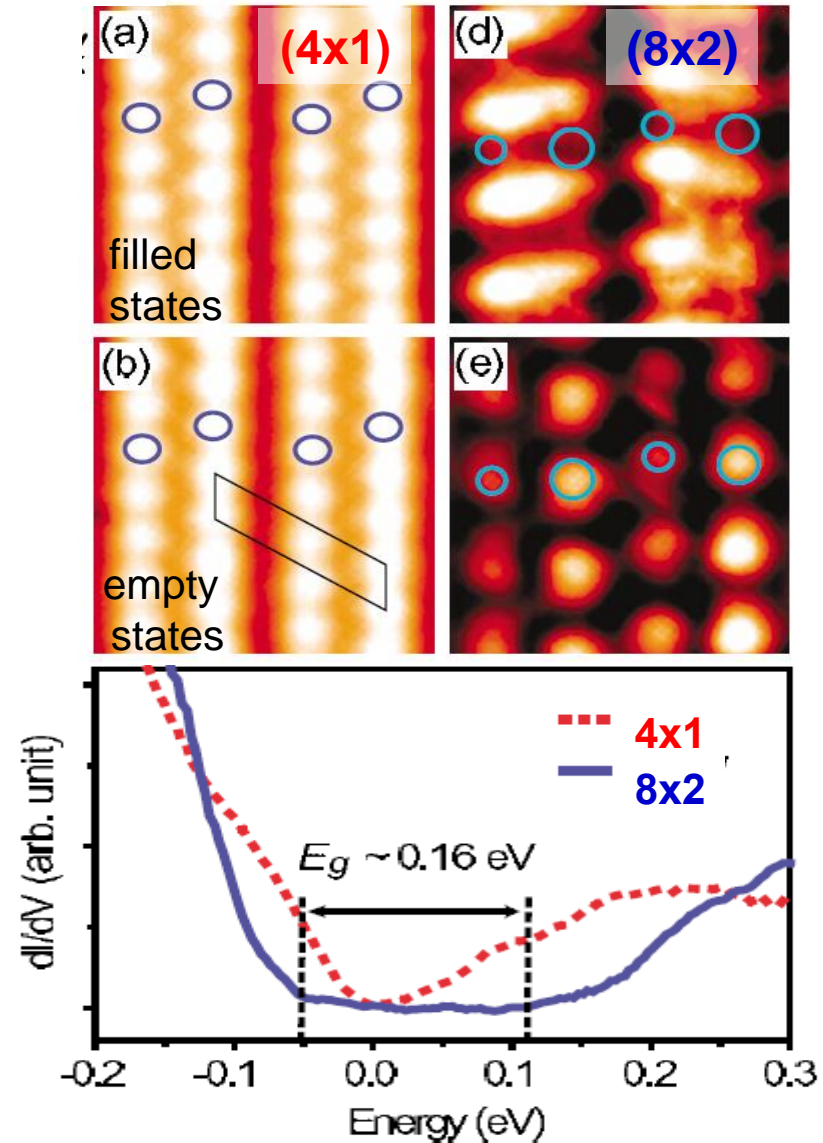 (a)
(4x1)
(d)
(8x2)
filled
states
(b)
(e)
empty
states
4x1
8x2
Eg ~0.16 eV
dI/dV (arb. unit)
-0.2
-0.1
0.0
0.1
0.2
0.3
Energy (eV)